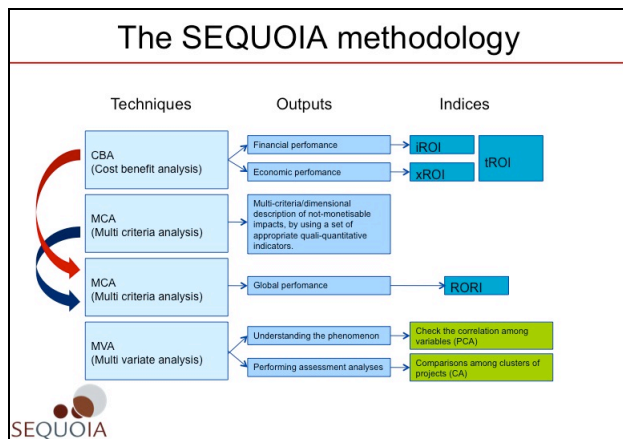 The SEQUOIA methodology
Techniques
Outputs
Indices
CBA
(Cost benefit analysis)
Financial perfomance
iROI
tROI
Economic perfomance
xROI
MCA
(Multi criteria analysis)
Multi-criteria/dimensional
description of not-monetisable
impacts, by using a set of
appropriate quali-quantitative
indicators.
MCA
(Multi criteria analysis)
Global perfomance
RORI
MVA
(Multi variate analysis)
Understanding the phenomenon
Check the correlation among
variables (PCA)
Performing assessment analyses
Comparisons among clusters of
projects (CA)
SEQUOIA